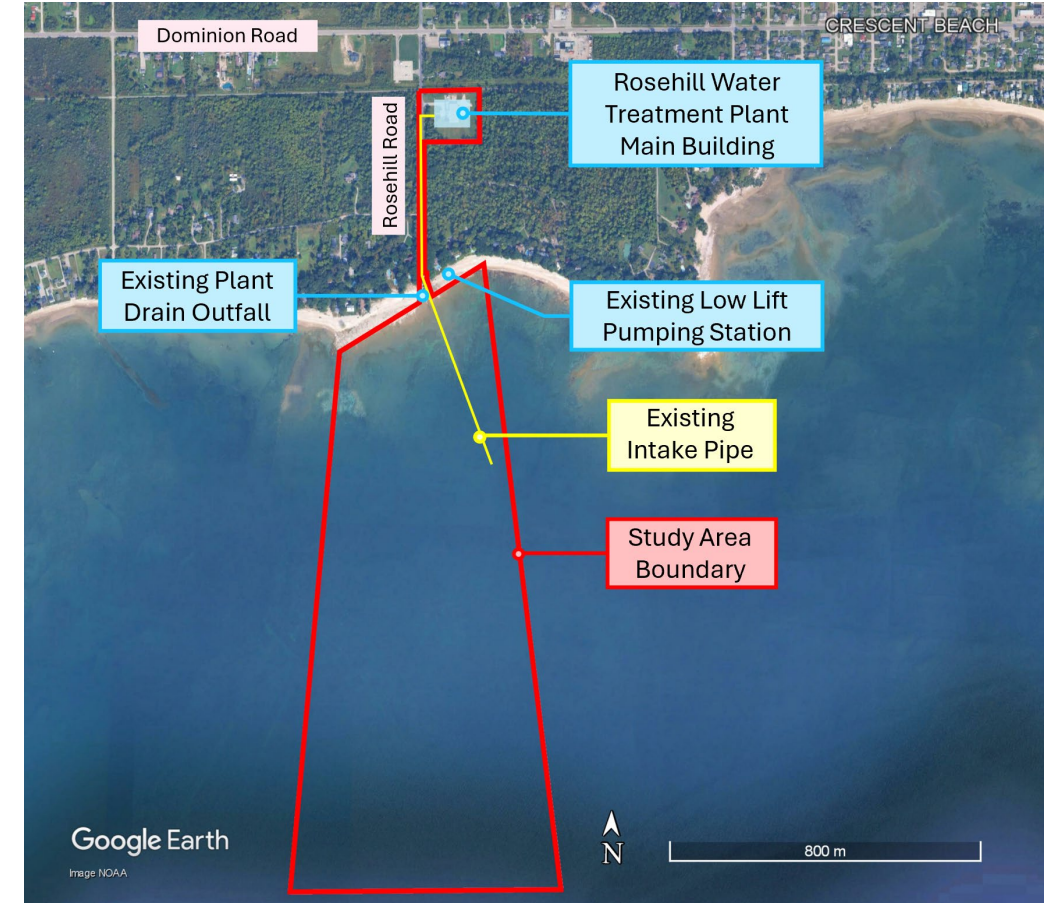 Dominion Road
CRESCENT BEACH
Rosehill Water
Treatment Plant
Main Building
Rosehill Road
Existing Plant
Drain Outfall
Existing Low Lift
Pumping Station
Existing
Intake Pipe
Study Area
Boundary
Google Earth
Image NOAA
N
800 m